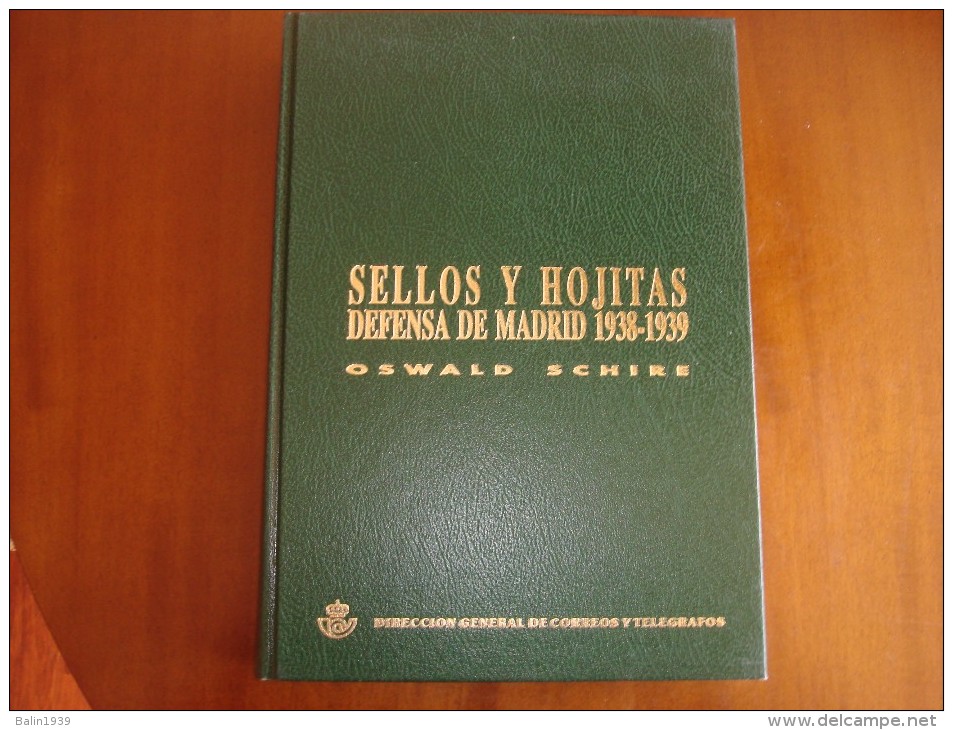 SELLOS Y HOJITAS
DEFENSA DE MADRID 1938-1939
OSWALD SCHIRE
DIRECCION GENERAL DE CORREOS Y TELEGRAFOS
Balin1939
www.delcampe.net